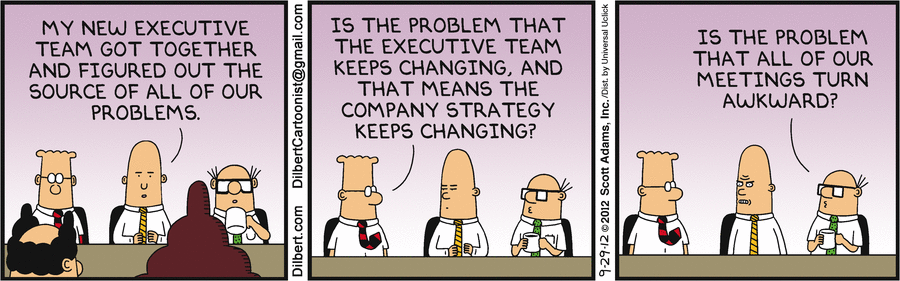 MY NEW EXECUTIVE
TEAM GOT TOGETHER
AND FIGURED OUT THE
SOURCE OF ALL OF OUR
PROBLEMS.
Dilbert.com DilbertCartoonist@gmail.com
IS THE PROBLEM THAT
THE EXECUTIVE TEAM
KEEPS CHANGING, AND
THAT MEANS THE
COMPANY STRATEGY
KEEPS CHANGING?
9-29-12 © 2012 Scott Adams, Inc. /Dist. by Universal Uclick
IS THE PROBLEM
THAT ALL OF OUR
MEETINGS TURN
AWKWARD?